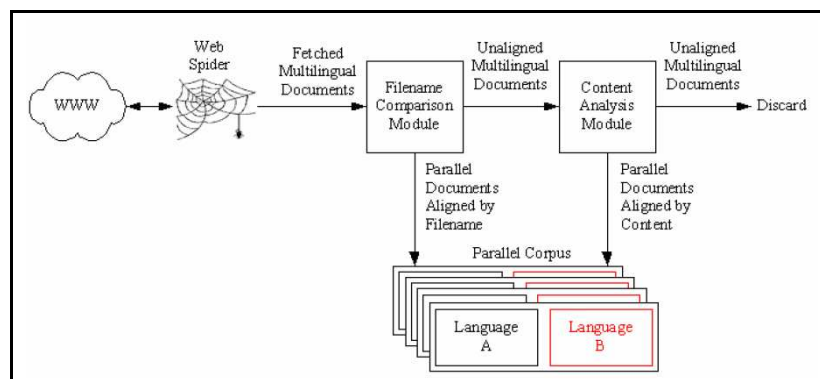 WWW
Web
Spider
Fetched
Multilingual
Documents
Filename
Comparison
Module
Unaligned
Multilingual
Documents
Content
Analysis
Module
Unaligned
Multilingual
Documents
Discard
Parallel
Documents
Aligned by
Filename
Parallel
Documents
Aligned by
Content
Parallel Corpus
Language
A
Language
B